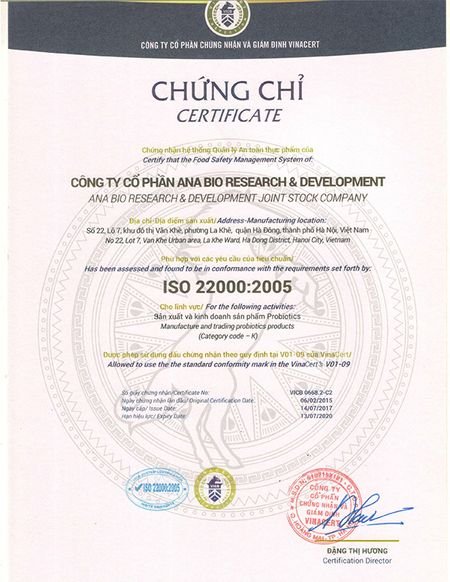 CÔNG TY CỔ PHẦN CHỨNG NHẬN VÀ GIÁM ĐỊNH VINACERT
CHỨNG CHỈ
CERTIFICATE
Chứng nhận hệ thống Quản lý An toàn thực phẩm của
Certify that the Food Safety Management System of:
CÔNG TY CỔ PHẦN ANA BIO RESEARCH & DEVELOPMENT
ANA BIO RESEARCH & DEVELOPMENT JOINT STOCK COMPANY
Địa chỉ-Địa điểm sản xuất/ Address-Manufacturing location:
Số 22, Lô 7, khu đô thị Văn Khê, phường La Khê, quận Hà Đông, thành phố Hà Nội, Việt Nam
No 22, Lot 7, Van Khe Urban area, La Khe Ward, Ha Dong District, Hanoi City, Vietnam
Phù hợp với các yêu cầu của tiêu chuẩn/
Has been assessed and found to be in conformance with the requirements set forth by:
ISO 22000:2005
Cho lĩnh vực/ For the following activities:
Sản xuất và kinh doanh sản phẩm Probiotics
Manufacture and trading probiotics products
(Category code – K)
Được phép sử dụng dấu chứng nhận theo quy định tại V01-09 của VinaCert/
Allowed to use the the standard conformity mark in the VinaCert's V01-09
Số giấy chứng nhận/Certificate No: VICB 0668.2-C2
Ngày chứng nhận lần đầu/ Original Certification Date: 06/02/2015
Ngày cấp/ Issue Date: 14/07/2017
Hạn hiệu lực/ Expiry Date: 13/07/2020
ISO 22000:2005
CÔNG TY
CỔ PHẦN
CHỨNG NHẬN VÀ
GIÁM ĐỊNH
VINACERT
ĐẶNG THỊ HƯƠNG
Certification Director